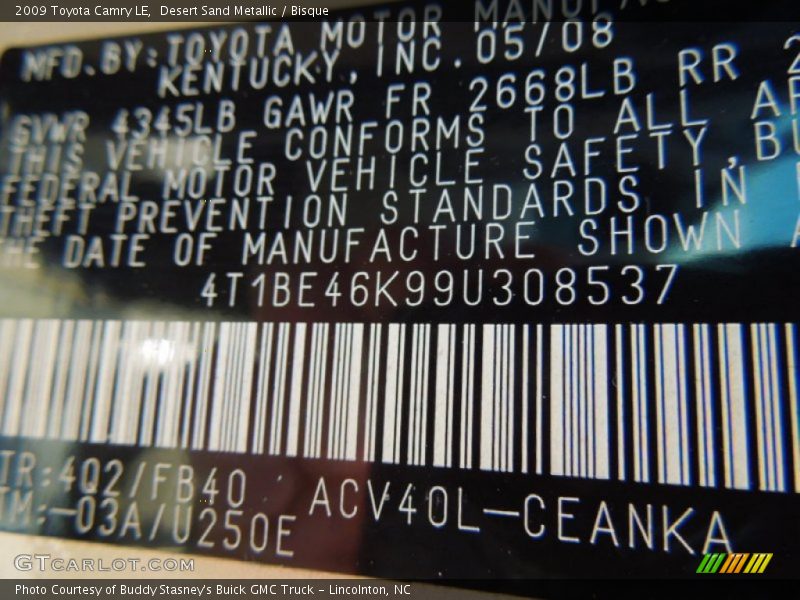 2009 Toyota Camry LE,  Desert Sand Metallic / Bisque
MFD.BY:TOYOTA MOTOR
KENTUCKY,INC. 05/08
GVWR 4345LB GAWR FR 2668LB RR
THIS VEHICLE CONFORMS TO ALL
FEDERAL MOTOR VEHICLE SAFETY,
THEFT PREVENTION STANDARDS IN
THE DATE OF MANUFACTURE SHOWN
4T1BE46K99U308537
TR:4Q2/FB40 ACV40L-CEANKA
TM:-03A/U250E
GTCARLOT.COM
Photo Courtesy of Buddy Stasney's Buick GMC Truck - Lincolnton, NC